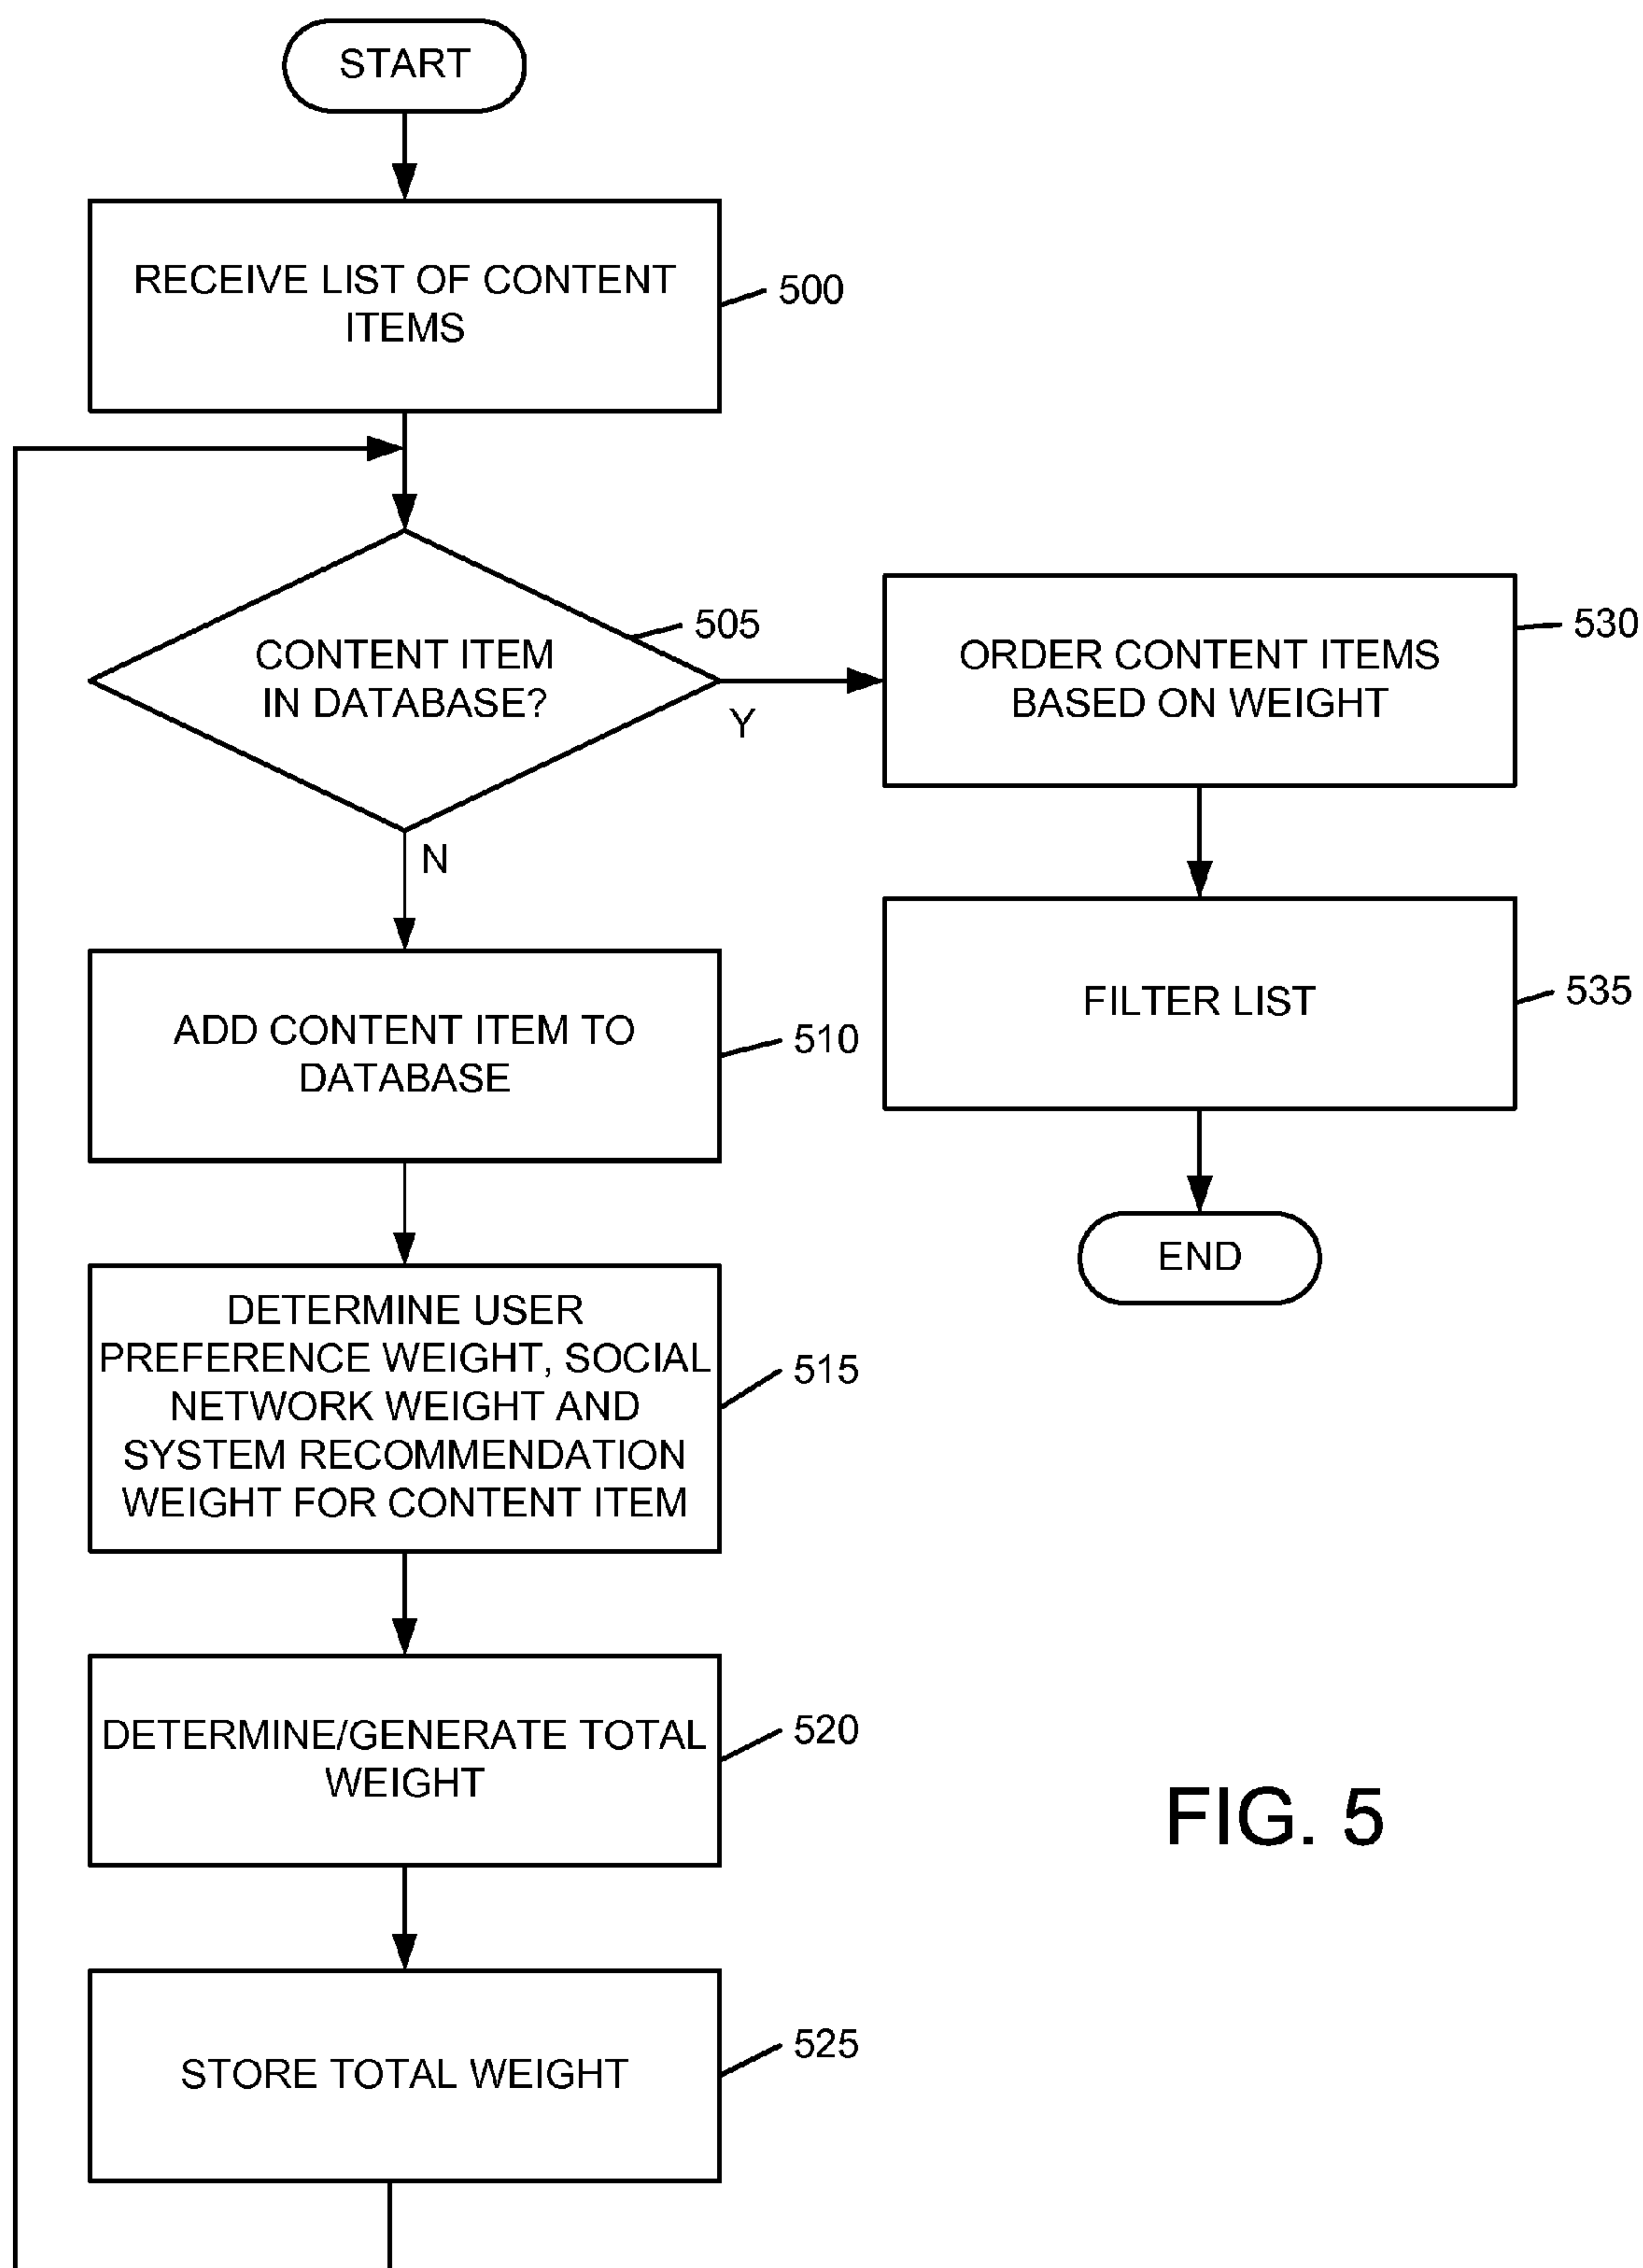 START
RECEIVE LIST OF CONTENT
ITEMS
500
CONTENT ITEM
IN DATABASE?
505
Y
N
ORDER CONTENT ITEMS
BASED ON WEIGHT
530
FILTER LIST
535
END
ADD CONTENT ITEM TO
DATABASE
510
DETERMINE USER
PREFERENCE WEIGHT, SOCIAL
NETWORK WEIGHT AND
SYSTEM RECOMMENDATION
WEIGHT FOR CONTENT ITEM
515
DETERMINE/GENERATE TOTAL
WEIGHT
520
STORE TOTAL WEIGHT
525
FIG. 5